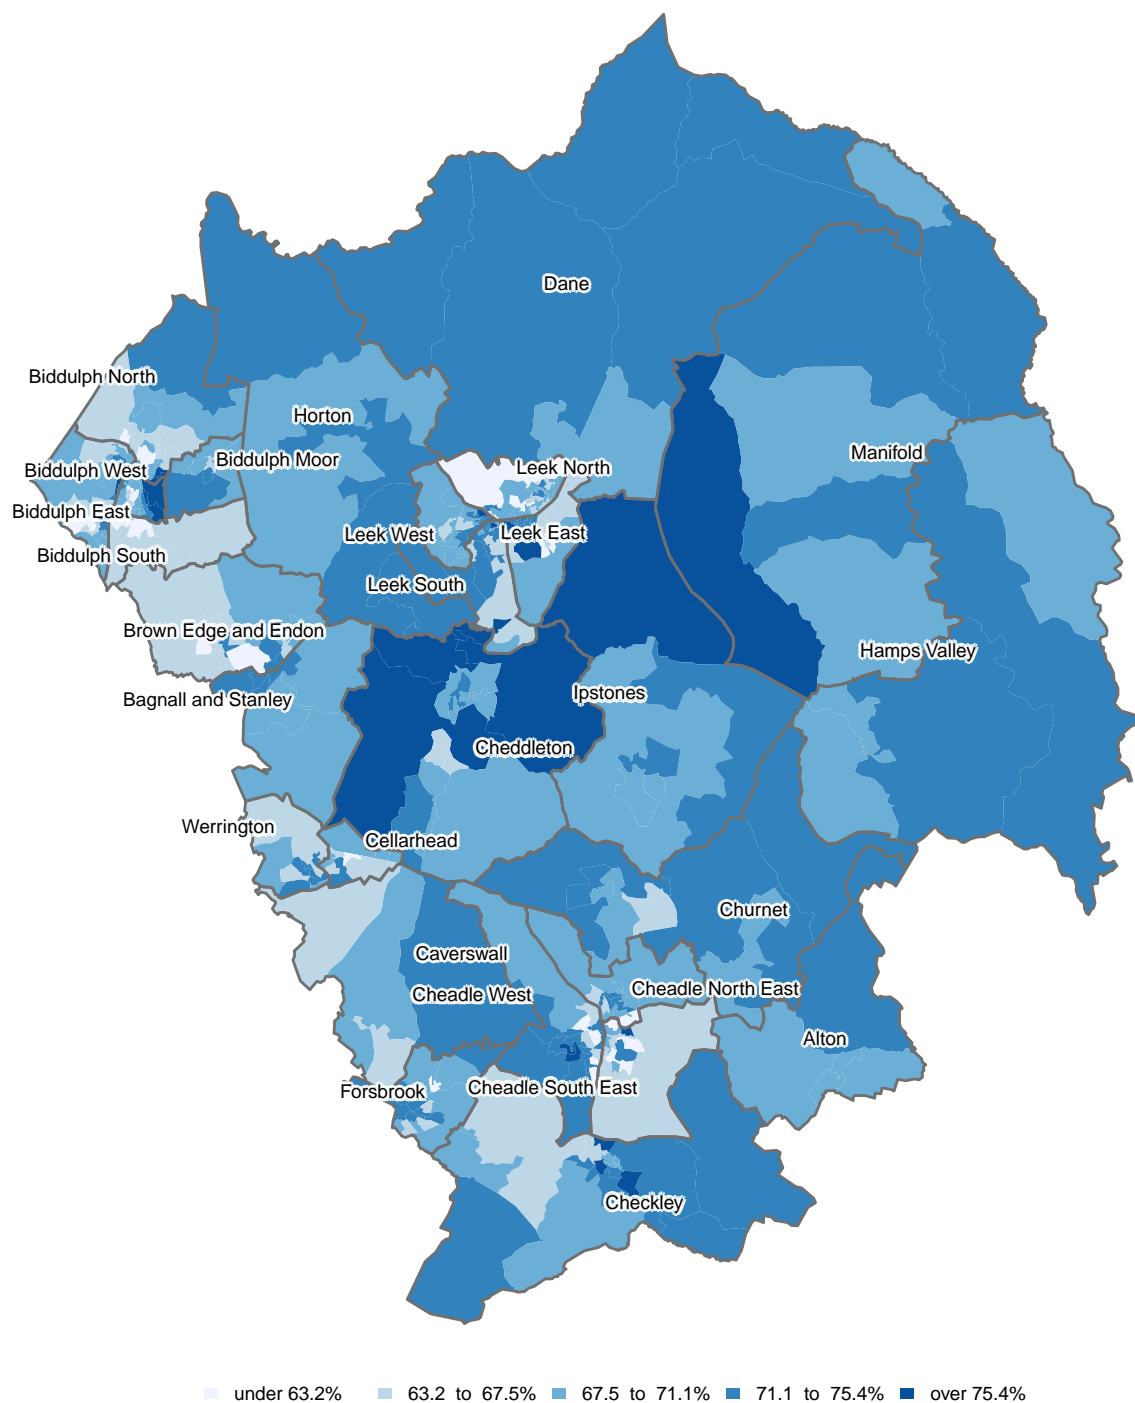 Dane
Biddulph North
Horton
Manifold
Biddulph Moor
Leek North
Biddulph West
Biddulph East
Leek West
Leek East
Biddulph South
Leek South
Brown Edge and Endon
Hamps Valley
Bagnall and Stanley
Ipstones
Cheddleton
Werrington
Cellarhead
Churnet
Caverswall
Cheadle West
Cheadle North East
Alton
Forsbrook
Cheadle South East
Checkley
under 63.2% 63.2 to 67.5% 67.5 to 71.1% 71.1 to 75.4% over 75.4%